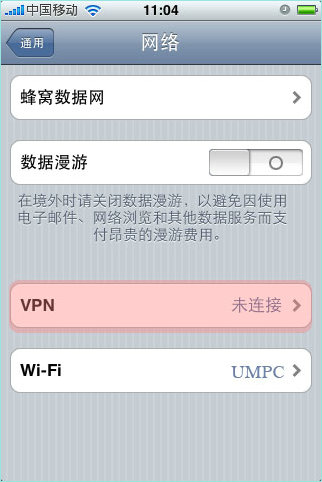 中国移动 11:04
通用 网络
蜂窝数据网
数据漫游
在境外时请关闭数据漫游，以避免因使用
电子邮件、网络浏览和其他数据服务而支
付昂贵的漫游费用。
VPN 未连接
Wi-Fi UMPC